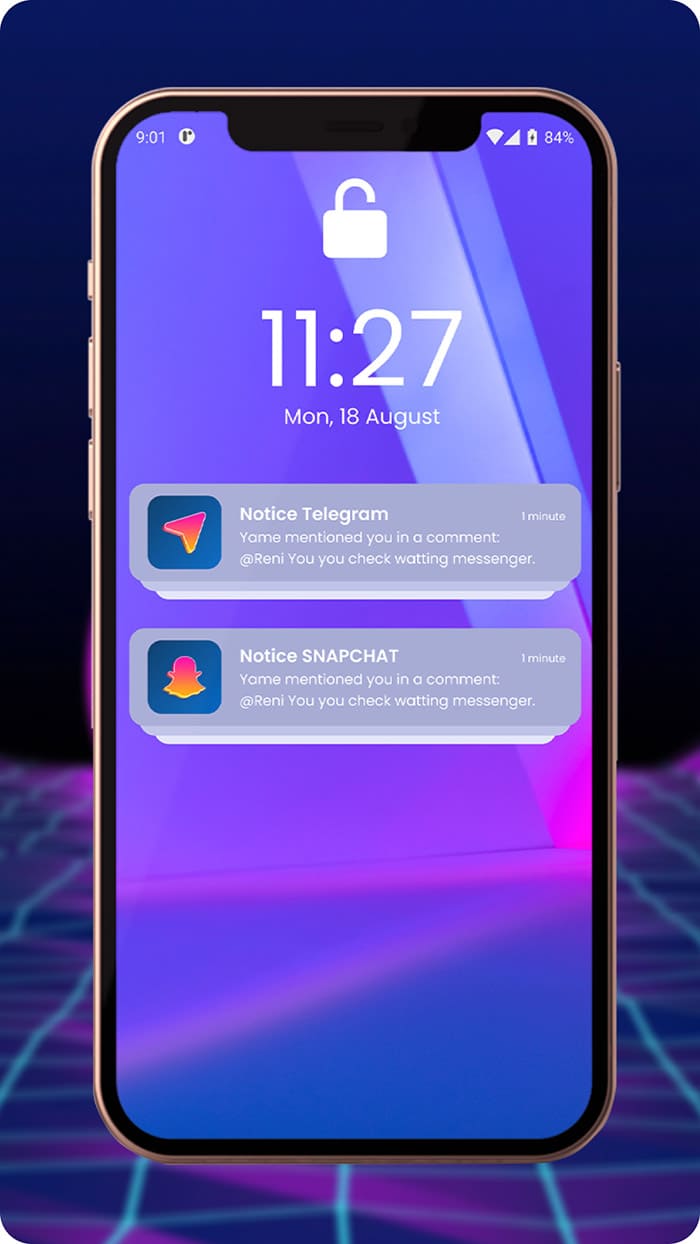 9:01
84%
11:27
Mon, 18 August
Notice Telegram
1 minute
Yame mentioned you in a comment:
@Reni You you check watting messenger.
Notice SNAPCHAT
1 minute
Yame mentioned you in a comment:
@Reni You you check watting messenger.